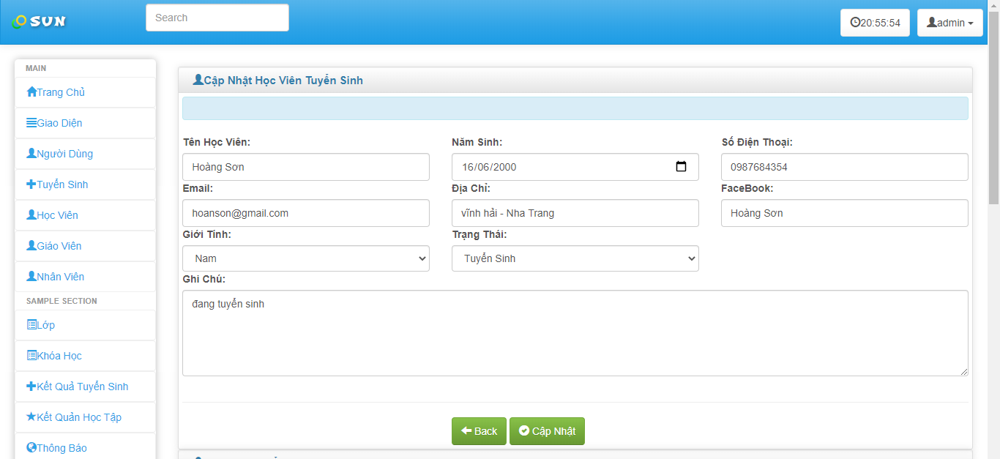 SUN
Search
20:55:54
admin
MAIN
Trang Chủ
Giao Diện
Người Dùng
Tuyển Sinh
Học Viên
Giáo Viên
Nhân Viên
SAMPLE SECTION
Lớp
Khóa Học
Kết Quả Tuyển Sinh
Kết Quản Học Tập
Thông Báo
Cập Nhật Học Viên Tuyển Sinh
Tên Học Viên:
Năm Sinh:
Số Điện Thoại:
Hoàng Sơn
16/06/2000
0987684354
Email:
Địa Chỉ:
FaceBook:
hoanson@gmail.com
vĩnh hải - Nha Trang
Hoàng Sơn
Giới Tính:
Trạng Thái:
Nam
Tuyển Sinh
Ghi Chú:
đang tuyển sinh
Back
Cập Nhật